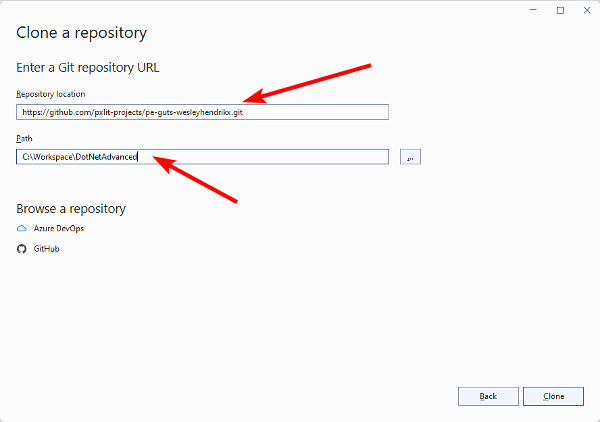 Clone a repository
Enter a Git repository URL
Repository location
https://github.com/pxlit-projects/pe-guts-wesleyhendrikx.git
Path
C:\Workspace\DotNetAdvanced
...
Browse a repository
Azure DevOps
GitHub
Back
Clone